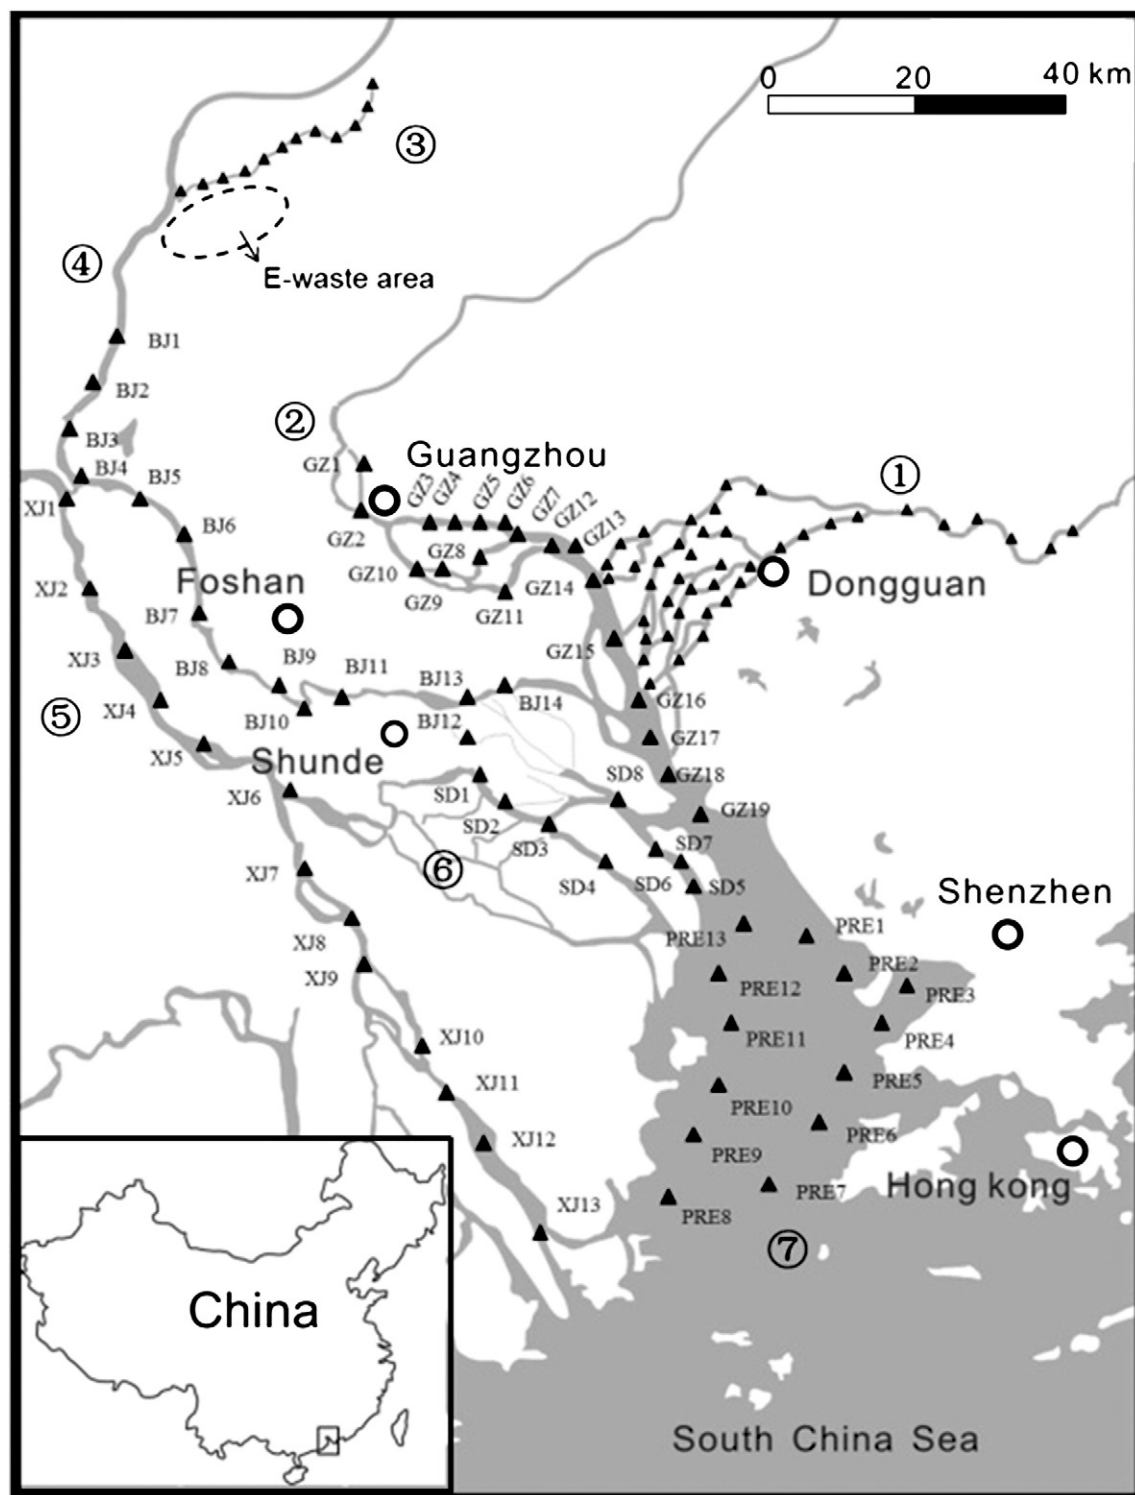 0 20 40 km
③
④
E-waste area
BJ1
BJ2
②
BJ3
Guangzhou
①
GZ1
BJ4
BJ5
GZ3
GZ4
GZ5
GZ6
GZ7
GZ12
GZ13
XJ1
BJ6
GZ2
GZ8
GZ10
GZ14
Foshan
Dongguan
XJ2
GZ9
GZ11
BJ7
XJ3
BJ8
BJ9
BJ11
BJ13
GZ15
⑤
XJ4
BJ10
BJ12
BJ14
GZ16
XJ5
Shunde
GZ17
XJ6
SD1
SD8
GZ18
SD2
GZ19
XJ7
⑥
SD3
SD7
SD4
SD6
SD5
Shenzhen
XJ8
PRE13
PRE1
XJ9
PRE12
PRE2
PRE3
XJ10
PRE11
PRE4
XJ11
PRE10
PRE5
XJ12
PRE9
PRE6
Hong kong
XJ13
PRE8
PRE7
⑦
China
South China Sea